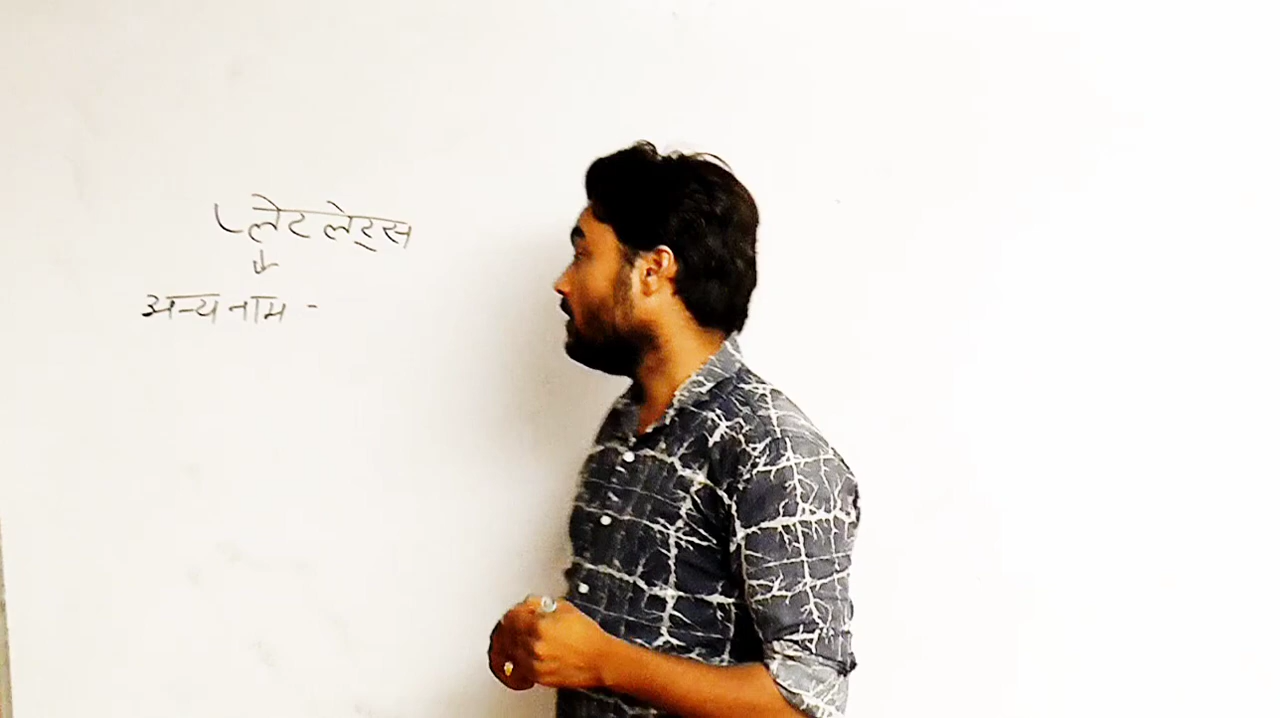 प्लेटलेट्स
↓
अन्य नाम -